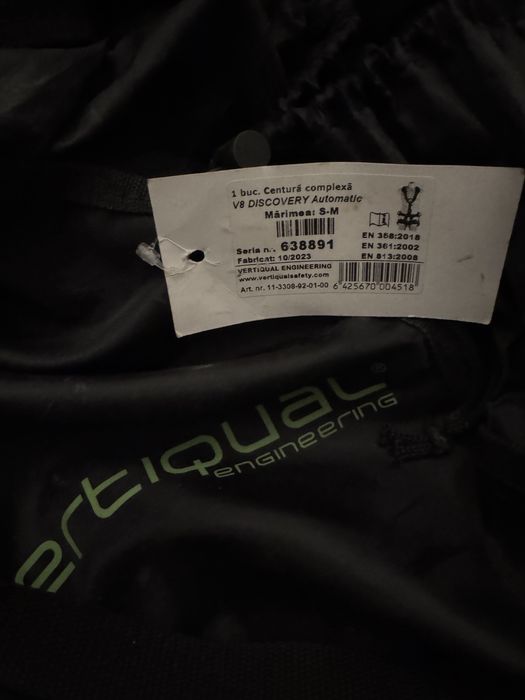 1 buc. Centură complexă
V8 DISCOVERY Automatic
Mărimea: S-M
Seria nr. 638891
Fabricat: 10/2023
VERTIQUAL ENGINEERING
www.vertiqualsafety.com
Art. nr. 11-3308-92-01-00
EN 358:2018
EN 361:2002
EN 813:2008
6 425670 004518
ertiqual®
engineering